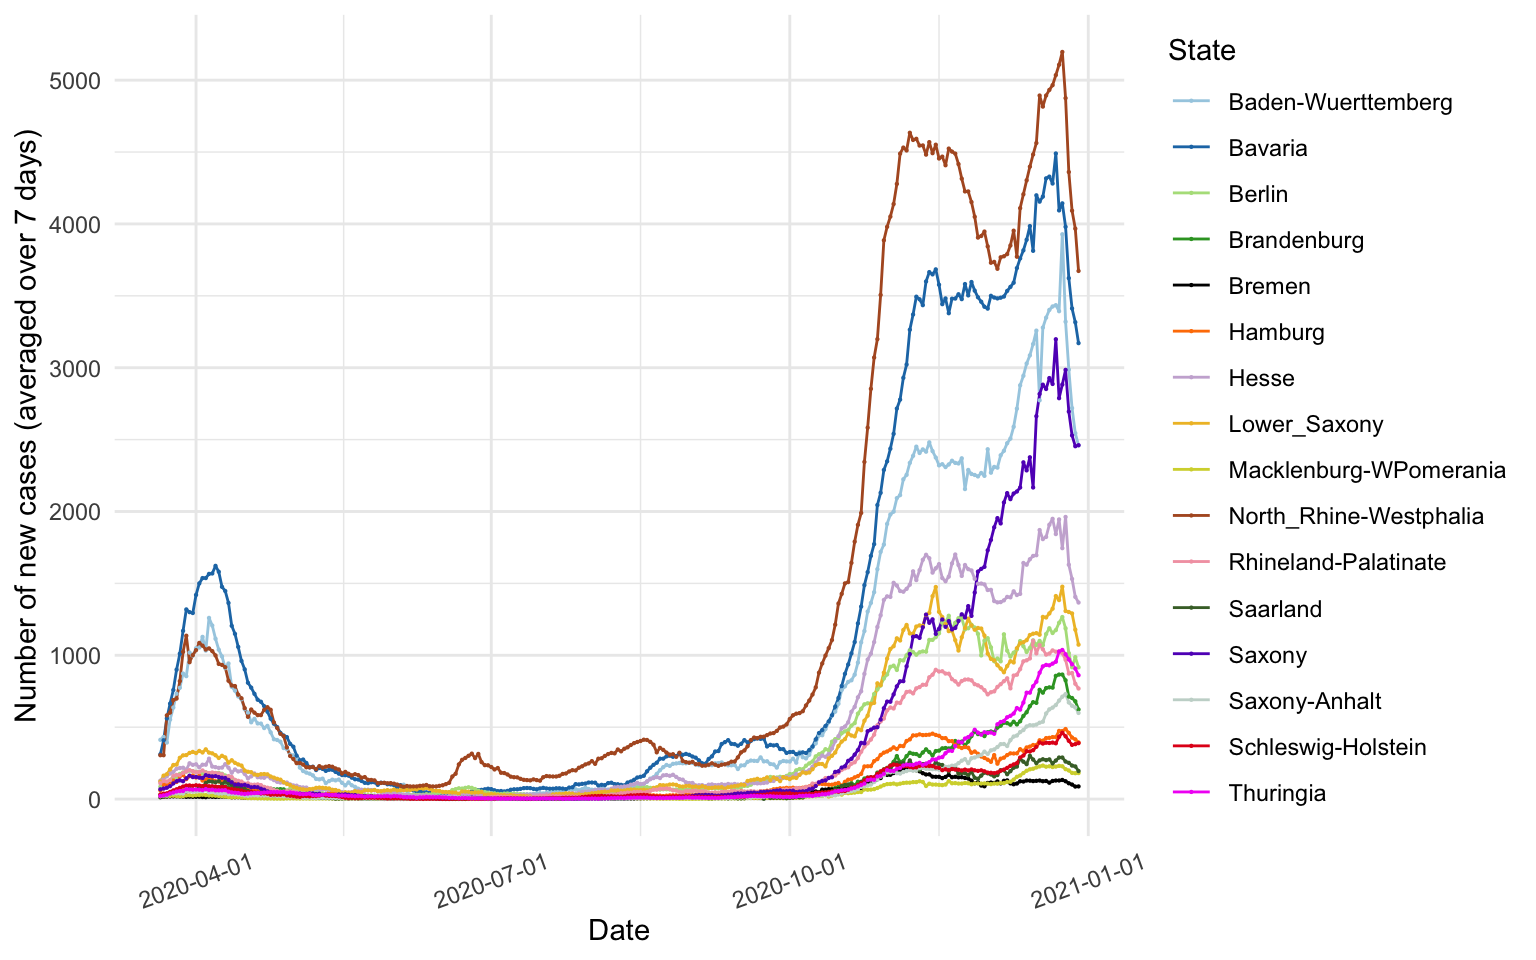 Number of new cases (averaged over 7 days)
5000
4000
3000
2000
1000
0
2020-04-01
2020-07-01
2020-10-01
2021-01-01
Date
State
Baden-Wuerttemberg
Bavaria
Berlin
Brandenburg
Bremen
Hamburg
Hesse
Lower_Saxony
Macklenburg-WPomerania
North_Rhine-Westphalia
Rhineland-Palatinate
Saarland
Saxony
Saxony-Anhalt
Schleswig-Holstein
Thuringia